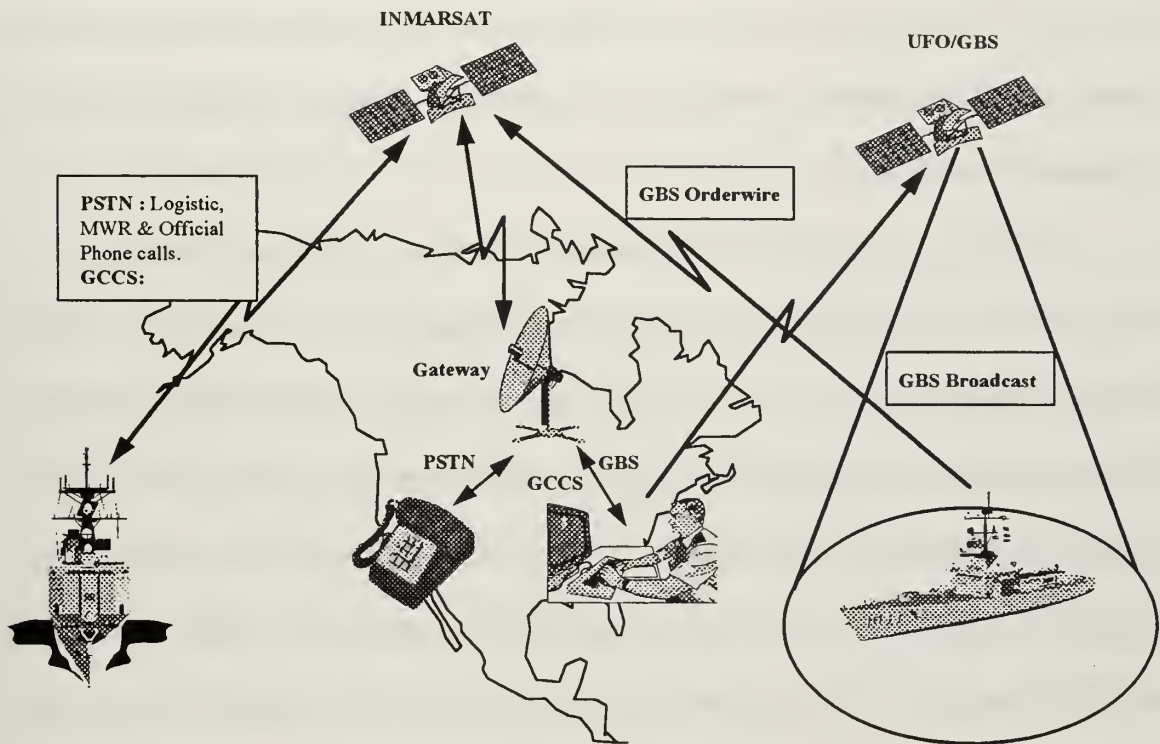 INMARSAT
UFO/GBS
PSTN : Logistic,
MWR & Official
Phone calls.
GCCS:
GBS Orderwire
Gateway
GBS Broadcast
PSTN
GBS
GCCS